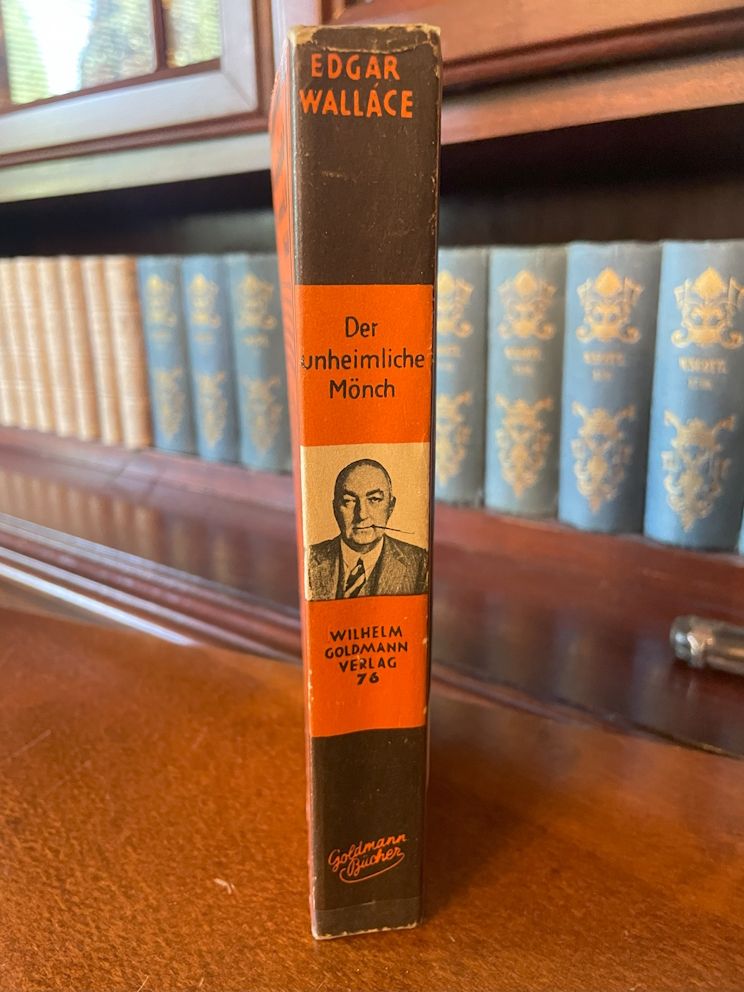 EDGAR
WALLACE
Der
unheimliche
Mönch
WILHELM
GOLDMANN
VERLAG
76
Goldmann
Bücher